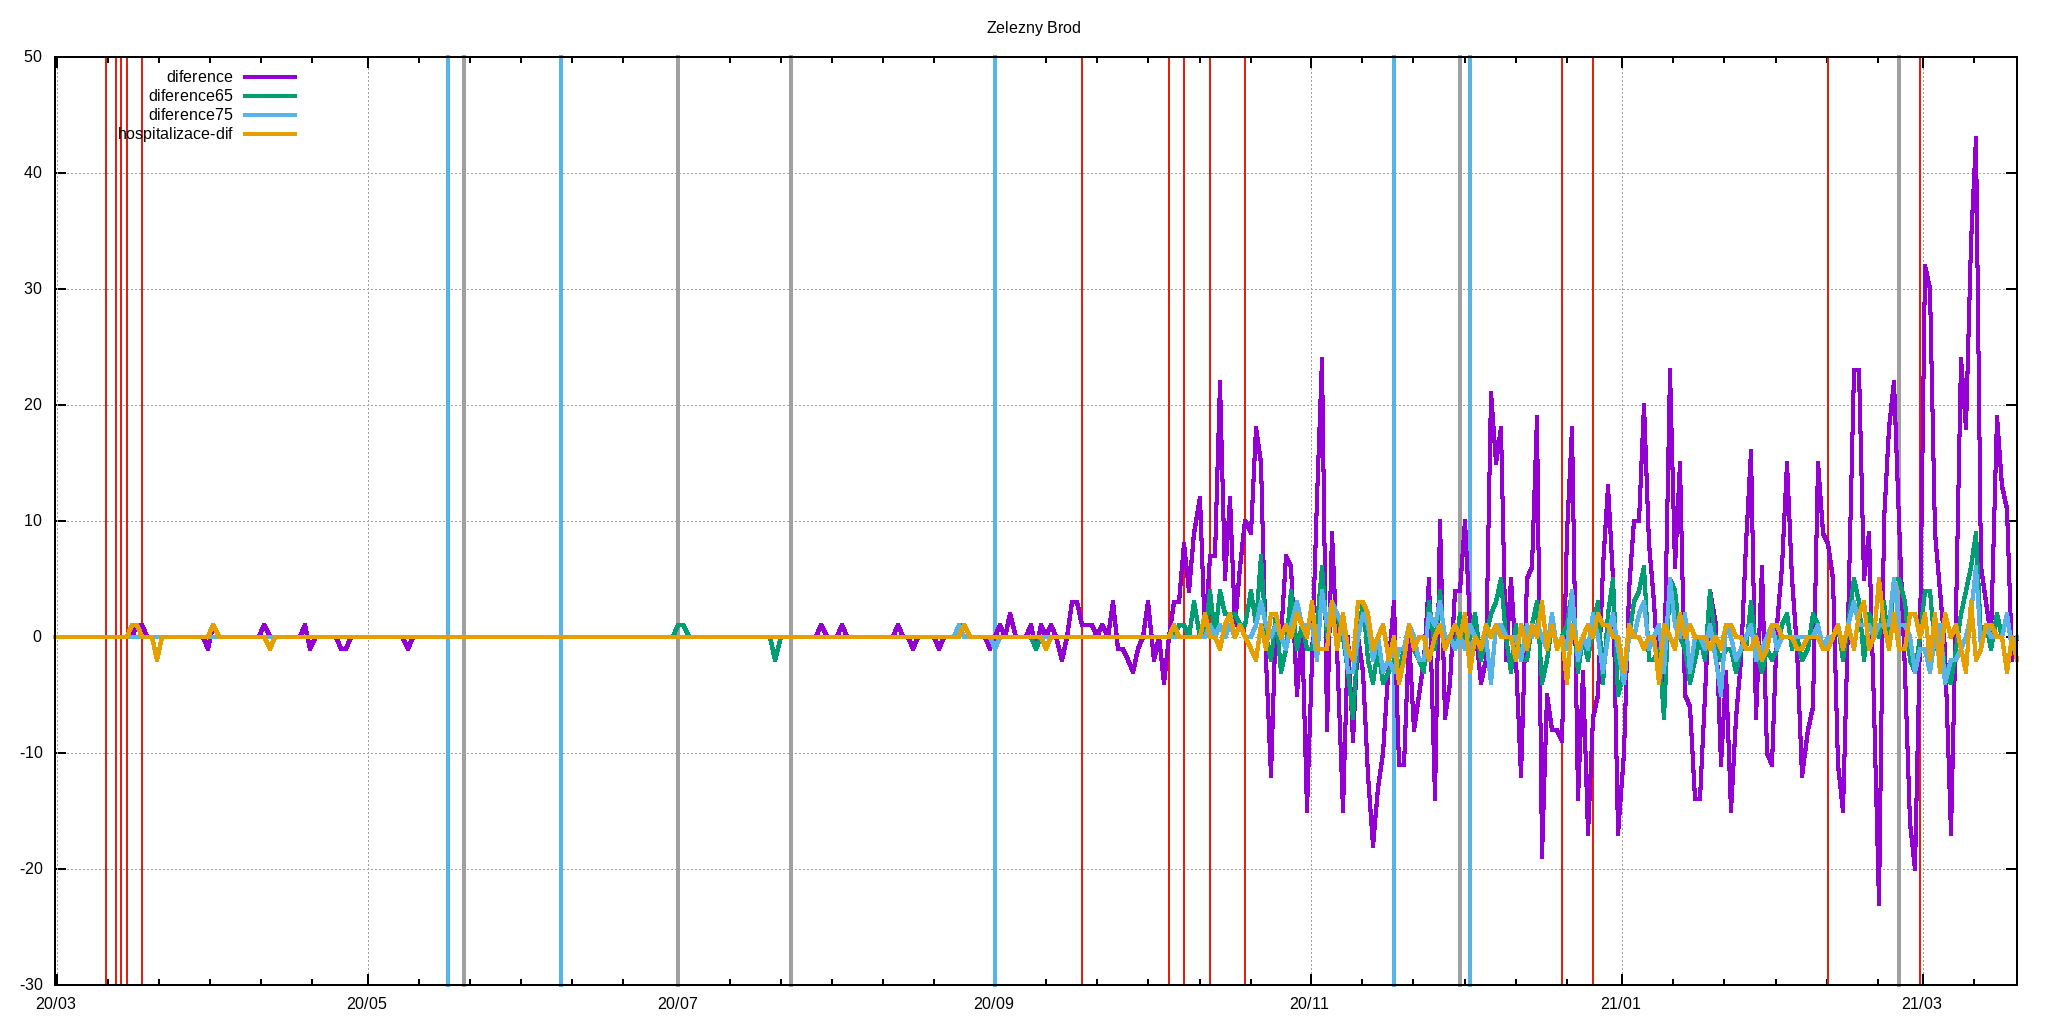 Zelezny Brod
50
40
30
20
10
0
-10
-20
-30
diference
diference65
diference75
hospitalizace-dif
20/03 20/05 20/07 20/09 20/11 21/01 21/03